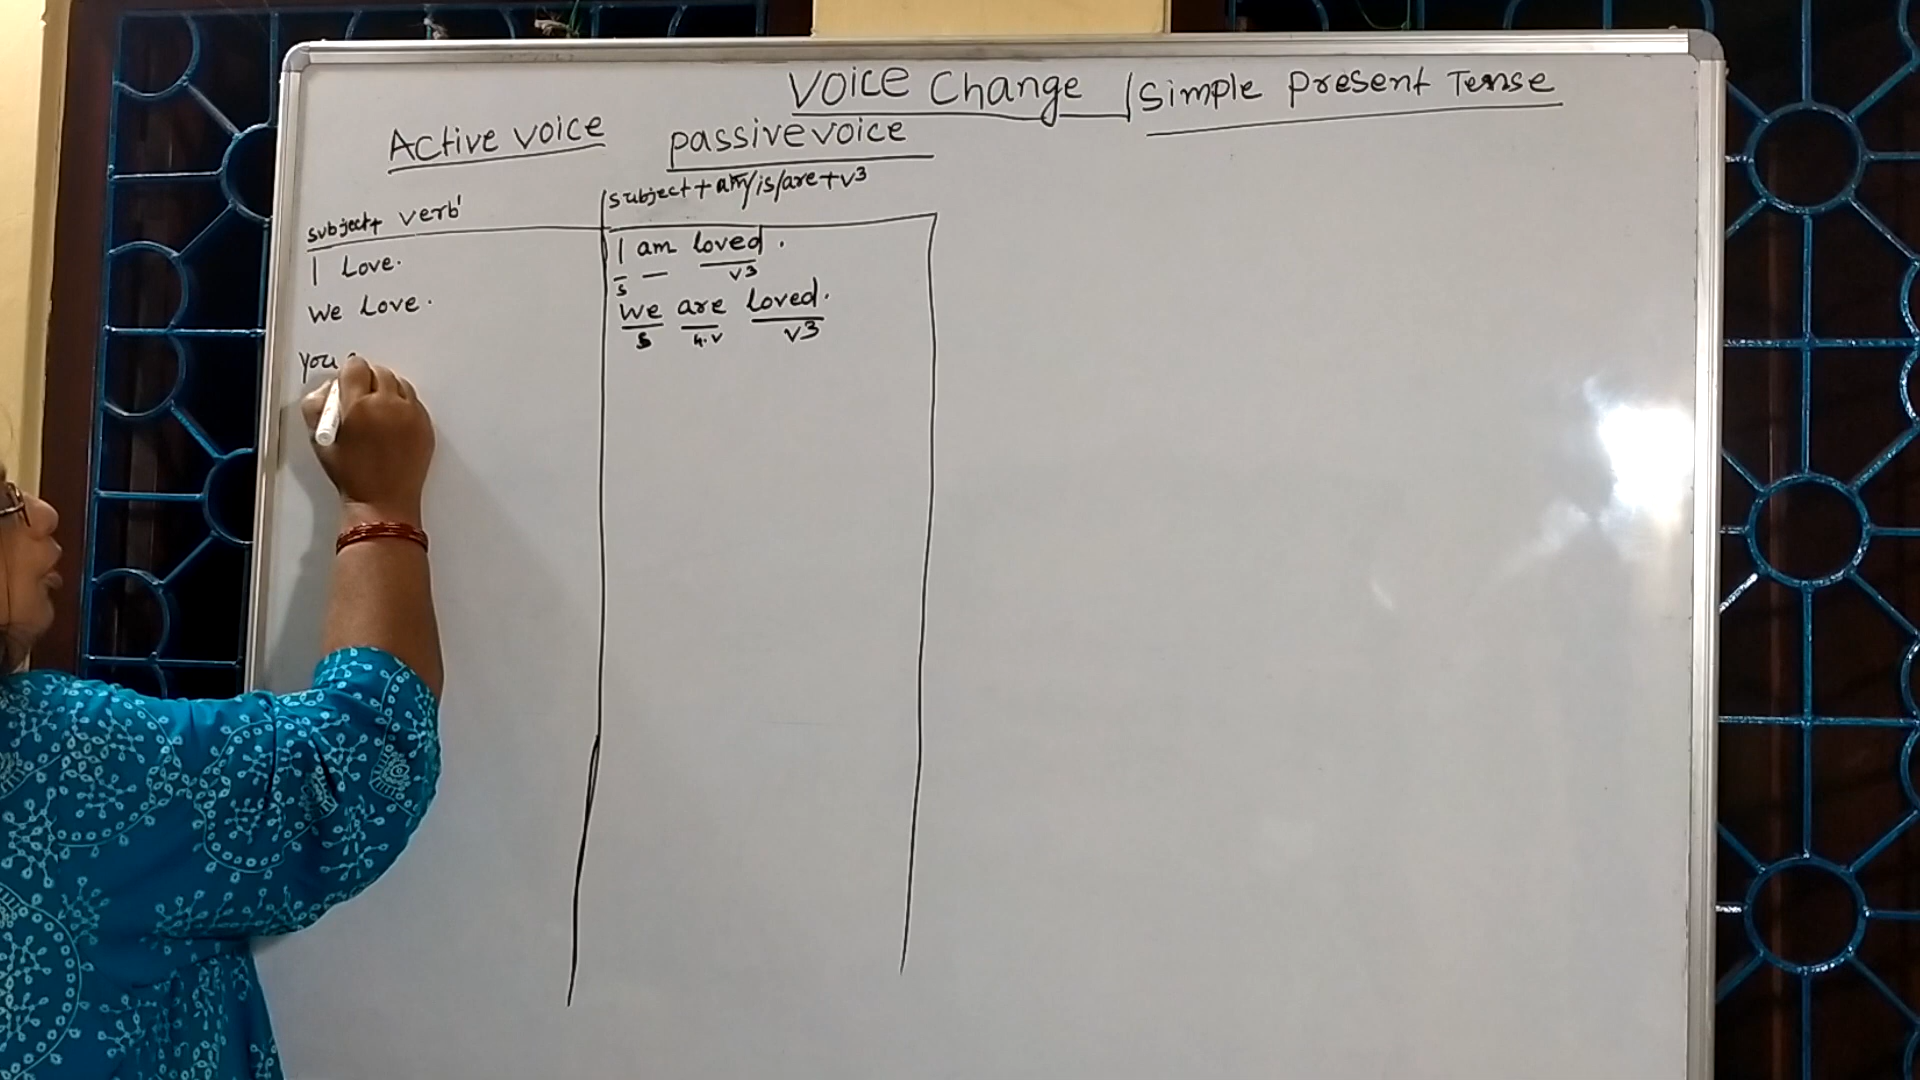 Voice Change / Simple Present Tense
Active voice
passive voice
subject + verb1
subject + am/is/are + v3
I Love.
I am loved.
s v3
We Love.
We are loved.
s h.v v3
you